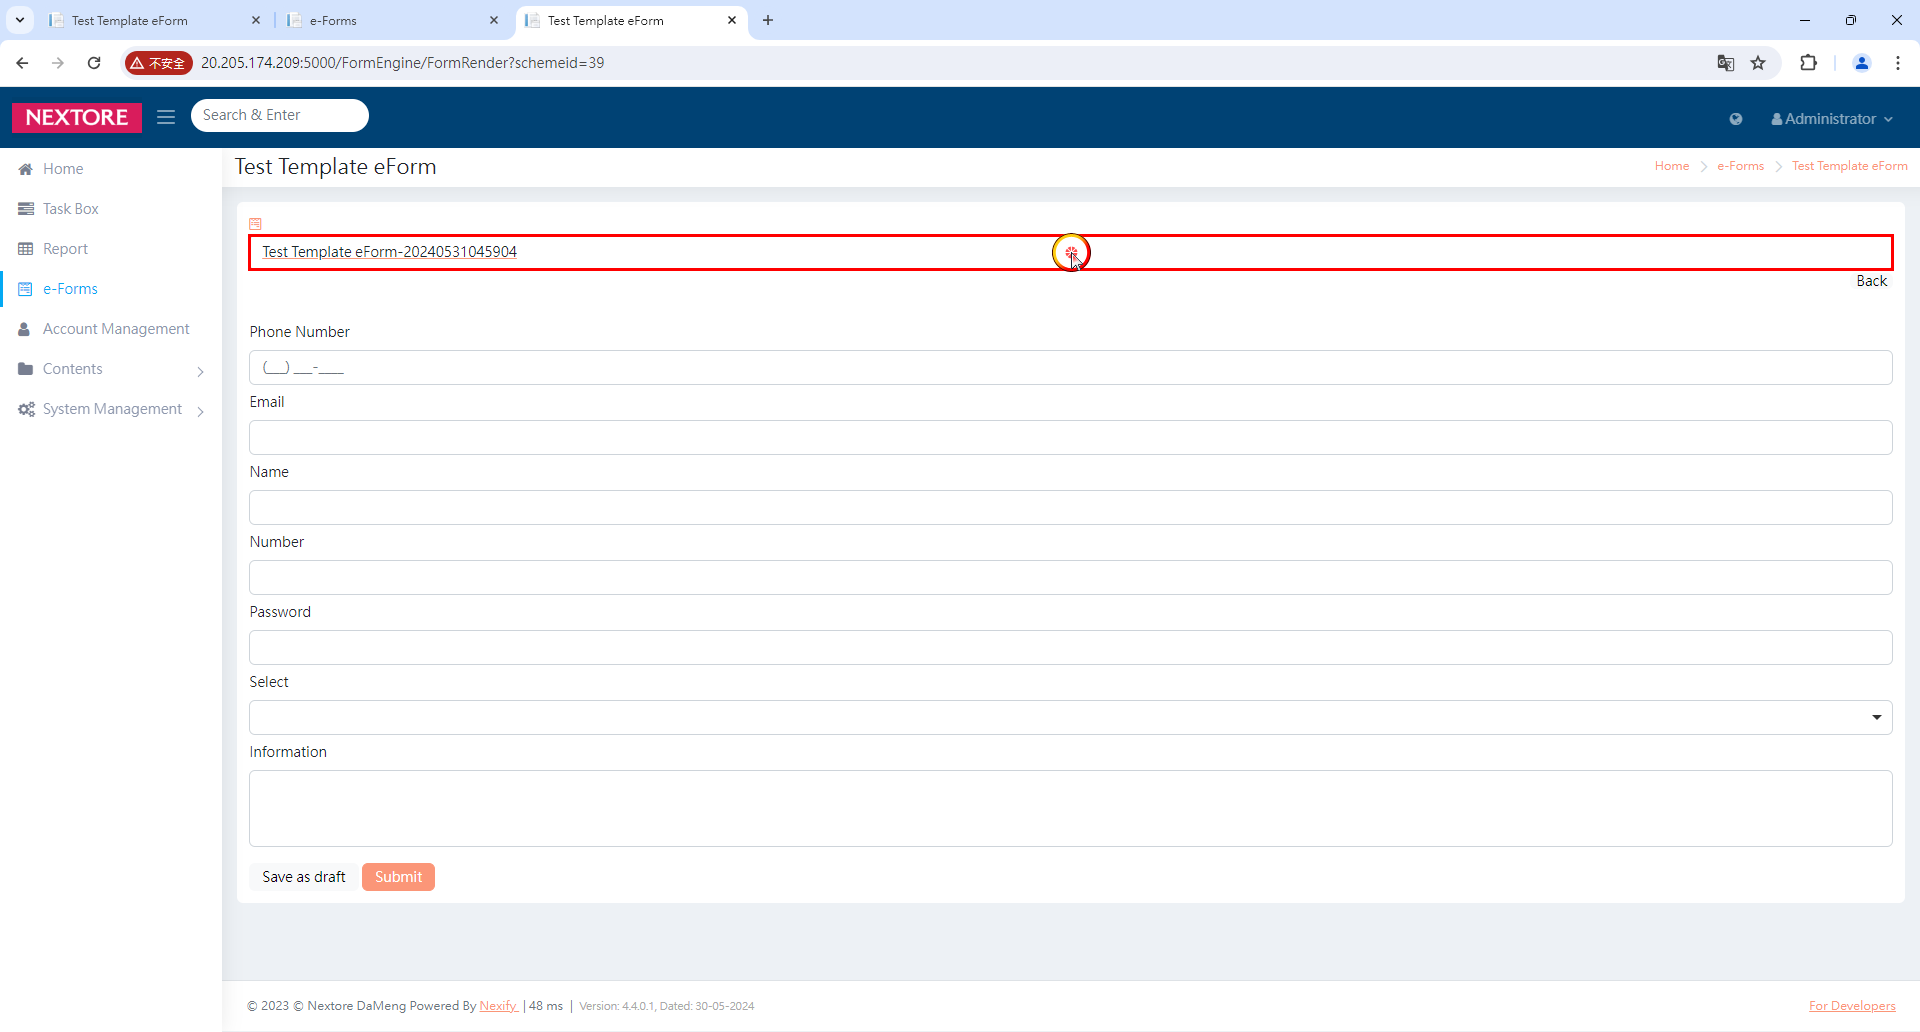 Test Template eForm
e-Forms
Test Template eForm
不安全
20.205.174.209:5000/FormEngine/FormRender?schemeid=39
NEXTORE
Search & Enter
Administrator
Home
Task Box
Report
e-Forms
Account Management
Contents
System Management
Test Template eForm
Home
e-Forms
Test Template eForm
Test Template eForm-20240531045904
Back
Phone Number
(___) ___-____
Email
Name
Number
Password
Select
Information
Save as draft
Submit
© 2023 © Nextore DaMeng Powered By Nexify | 48 ms | Version: 4.4.0.1, Dated: 30-05-2024
For Developers